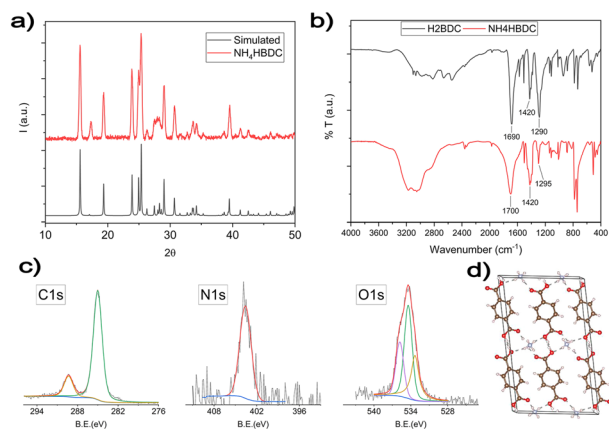 a)
Simulated
NH4HBDC
I (a.u.)
10 20 30 40 50
2θ
b)
H2BDC NH4HBDC
% T (a.u.)
1420 1290
1690
1295
1420
1700
4000 3600 3200 2800 2400 2000 1600 1200 800 400
Wavenumber (cm-1)
c)
C1s
294 288 282 276
B.E.(eV)
N1s
408 402 396
B.E.(eV)
O1s
540 534 528
B.E.(eV)
d)